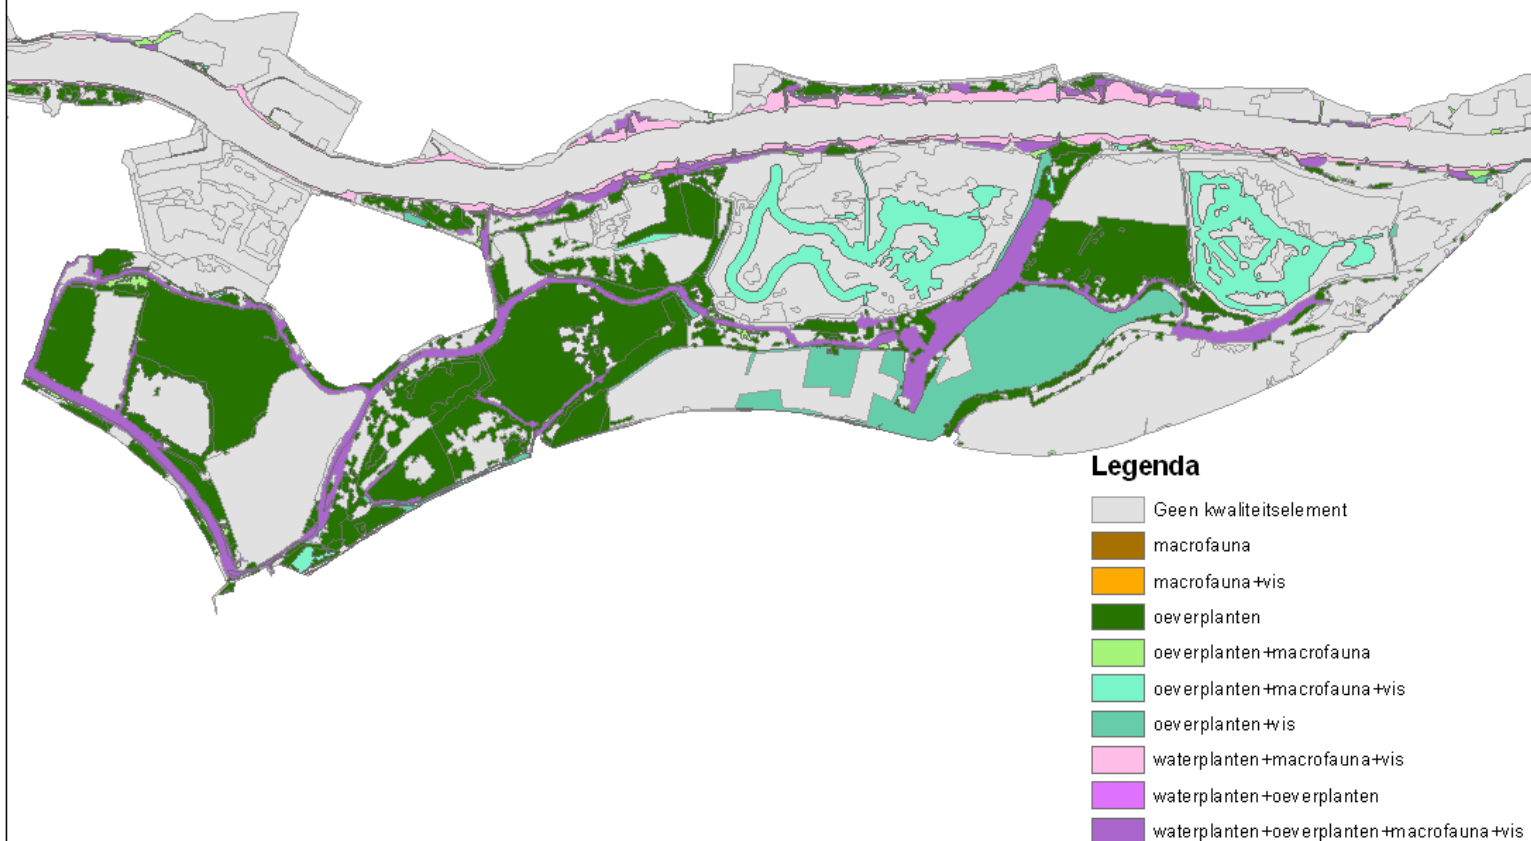 Legenda
Geen kwaliteitselement
macrofauna
macrofauna+vis
oeverplanten
oeverplanten+macrofauna
oeverplanten+macrofauna+vis
oeverplanten+vis
waterplanten+macrofauna+vis
waterplanten+oeverplanten
waterplanten+oeverplanten+macrofauna+vis